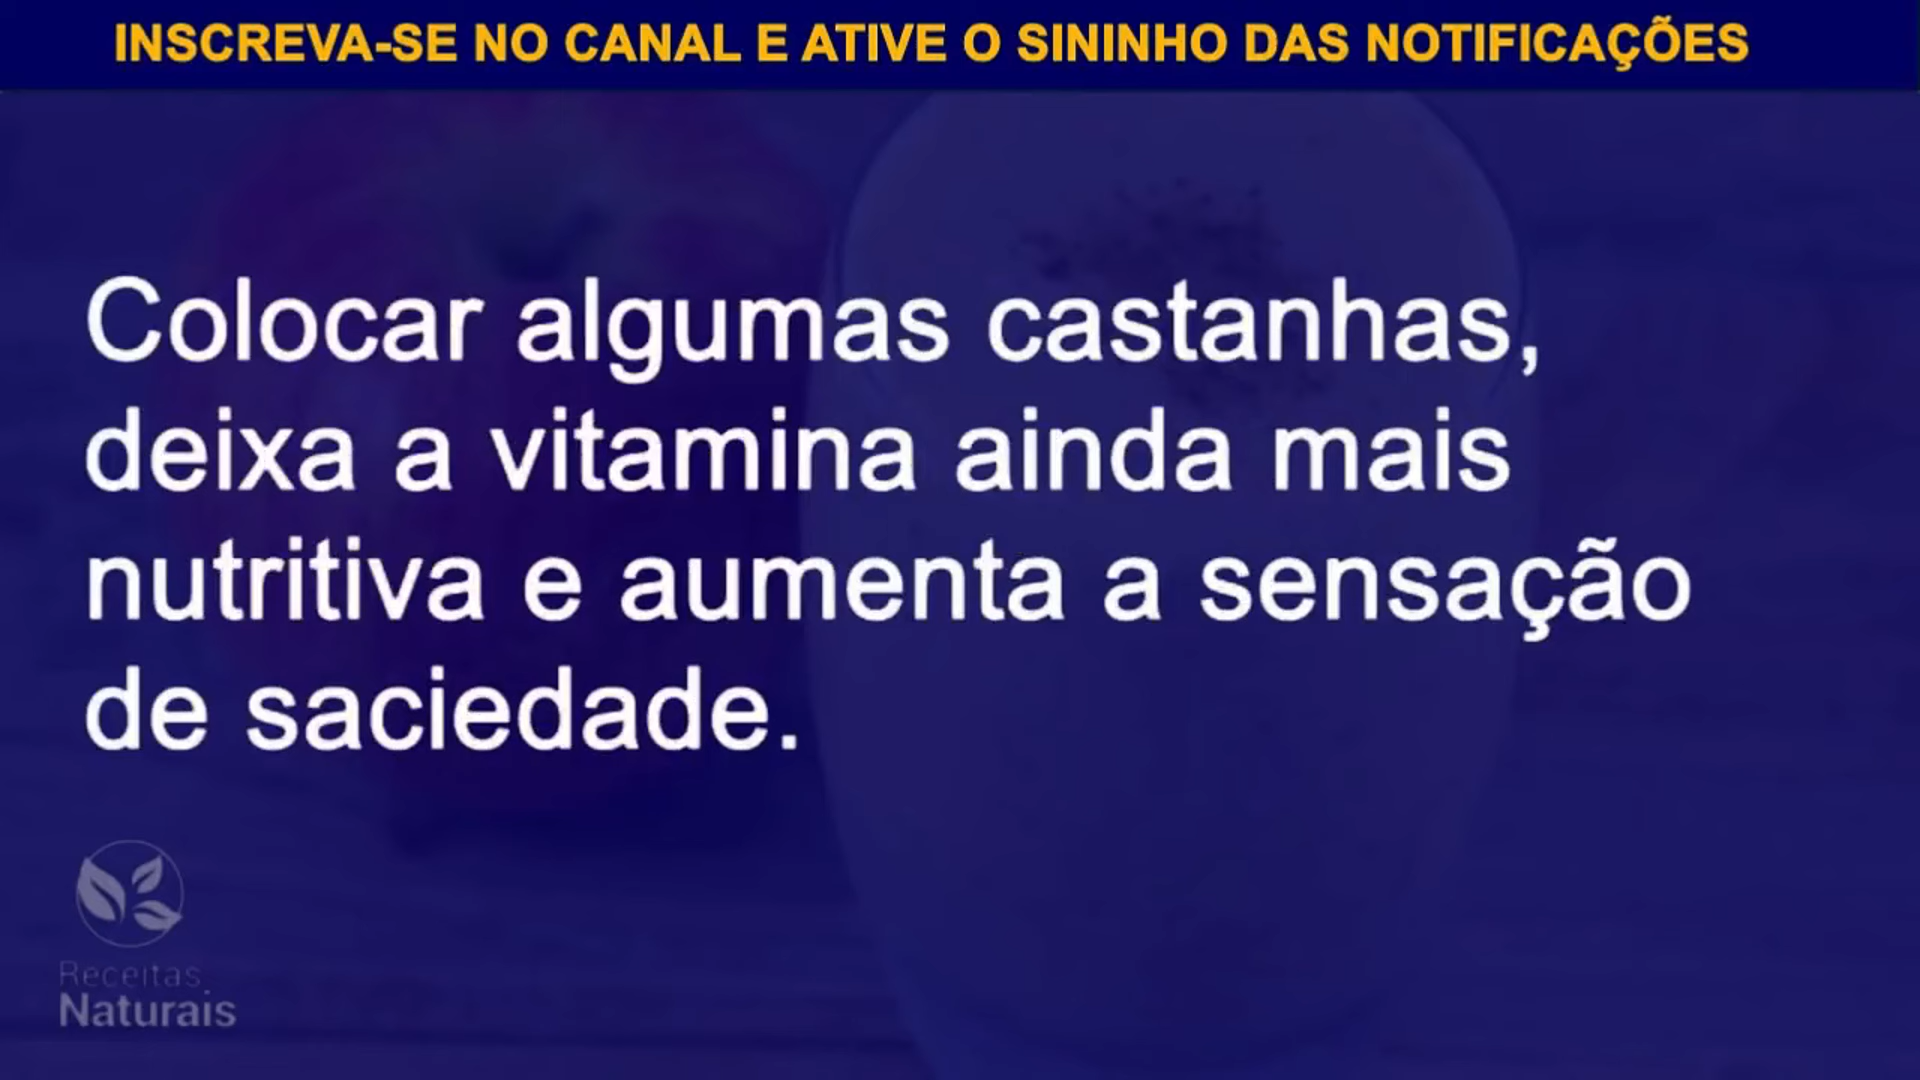 INSCREVA-SE NO CANAL E ATIVE O SININHO DAS NOTIFICAÇÕES
Colocar algumas castanhas,
deixa a vitamina ainda mais
nutritiva e aumenta a sensação
de saciedade.
Receitas
Naturais